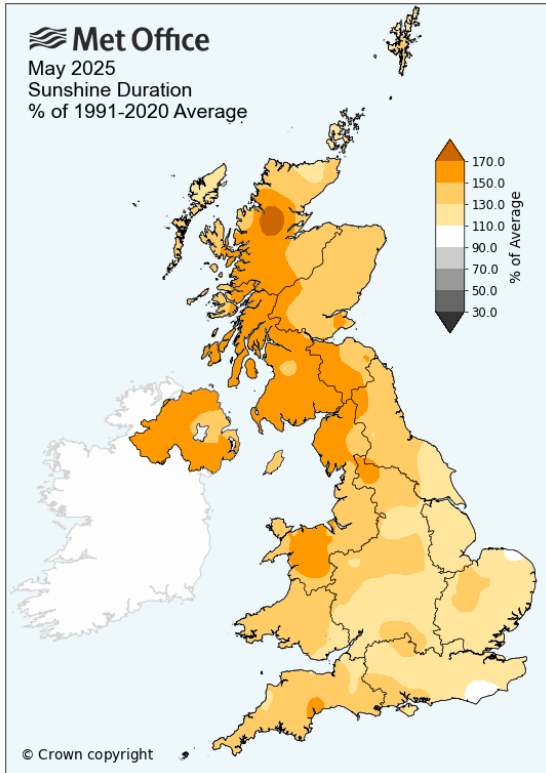 Met Office
May 2025
Sunshine Duration
% of 1991-2020 Average
170.0
150.0
130.0
110.0
90.0
70.0
50.0
30.0
% of Average
© Crown copyright